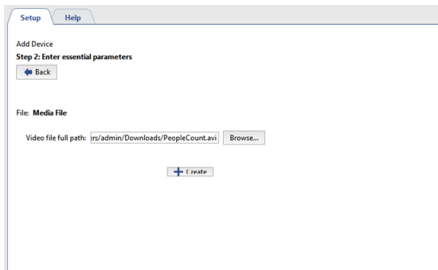 Setup Help
Add Device
Step 2: Enter essential parameters
Back
File: Media File
Video file full path: ers/admin/Downloads/PeopleCount.avi Browse...
Create